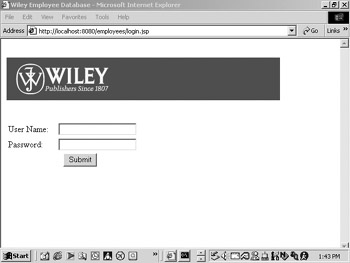 Wiley Employee Database - Microsoft Internet Explorer
File Edit View Favorites Tools Help
Address http://localhost:8080/employees/login.jsp Go Links »
WILEY
Publishers Since 1807
User Name:
Password:
Submit
Start » 1:43 PM